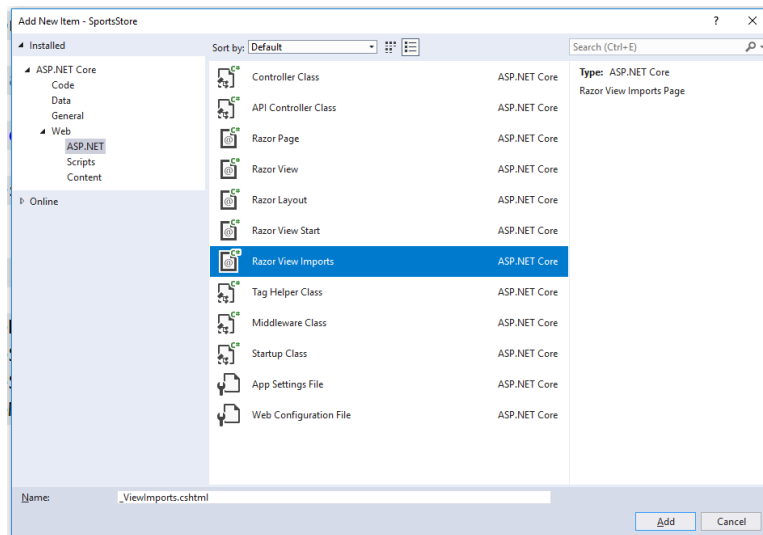 Add New Item - SportsStore
? ×
Installed
Sort by: Default
Search (Ctrl+E)
ASP.NET Core
Code
Data
General
Web
ASP.NET
Scripts
Content
Online
Controller Class ASP.NET Core
API Controller Class ASP.NET Core
Razor Page ASP.NET Core
Razor View ASP.NET Core
Razor Layout ASP.NET Core
Razor View Start ASP.NET Core
Razor View Imports ASP.NET Core
Tag Helper Class ASP.NET Core
Middleware Class ASP.NET Core
Startup Class ASP.NET Core
App Settings File ASP.NET Core
Web Configuration File ASP.NET Core
Type: ASP.NET Core
Razor View Imports Page
Name: _ViewImports.cshtml
Add Cancel